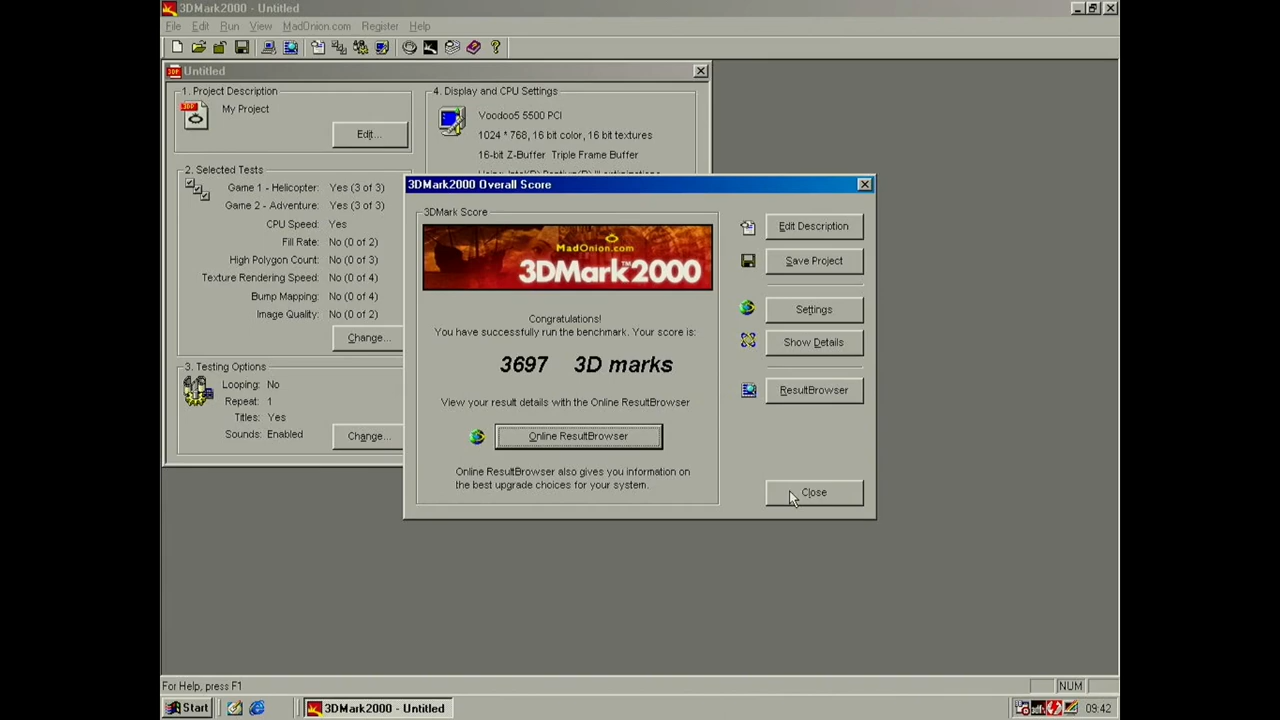 3DMark2000 - Untitled
File Edit Run View MadOnion.com Register Help
Untitled
1. Project Description
My Project
Edit...
2. Selected Tests
Game 1 - Helicopter: Yes (3 of 3)
Game 2 - Adventure: Yes (3 of 3)
CPU Speed: Yes
Fill Rate: No (0 of 2)
High Polygon Count: No (0 of 3)
Texture Rendering Speed: No (0 of 4)
Bump Mapping: No (0 of 4)
Image Quality: No (0 of 2)
Change...
3. Testing Options
Looping: No
Repeat: 1
Titles: Yes
Sounds: Enabled
Change...
4. Display and CPU Settings
Voodoo5 5500 PCI
1024 * 768, 16 bit color, 16 bit textures
16-bit Z-Buffer Triple Frame Buffer
3DMark2000 Overall Score
3DMark Score
MadOnion.com
3DMark™2000
Congratulations!
You have successfully run the benchmark. Your score is:
3697 3D marks
View your result details with the Online ResultBrowser
Online ResultBrowser
Online ResultBrowser also gives you information on
the best upgrade choices for your system.
Edit Description
Save Project
Settings
Show Details
ResultBrowser
Close
For Help, press F1
NUM
Start
3DMark2000 - Untitled
09:42